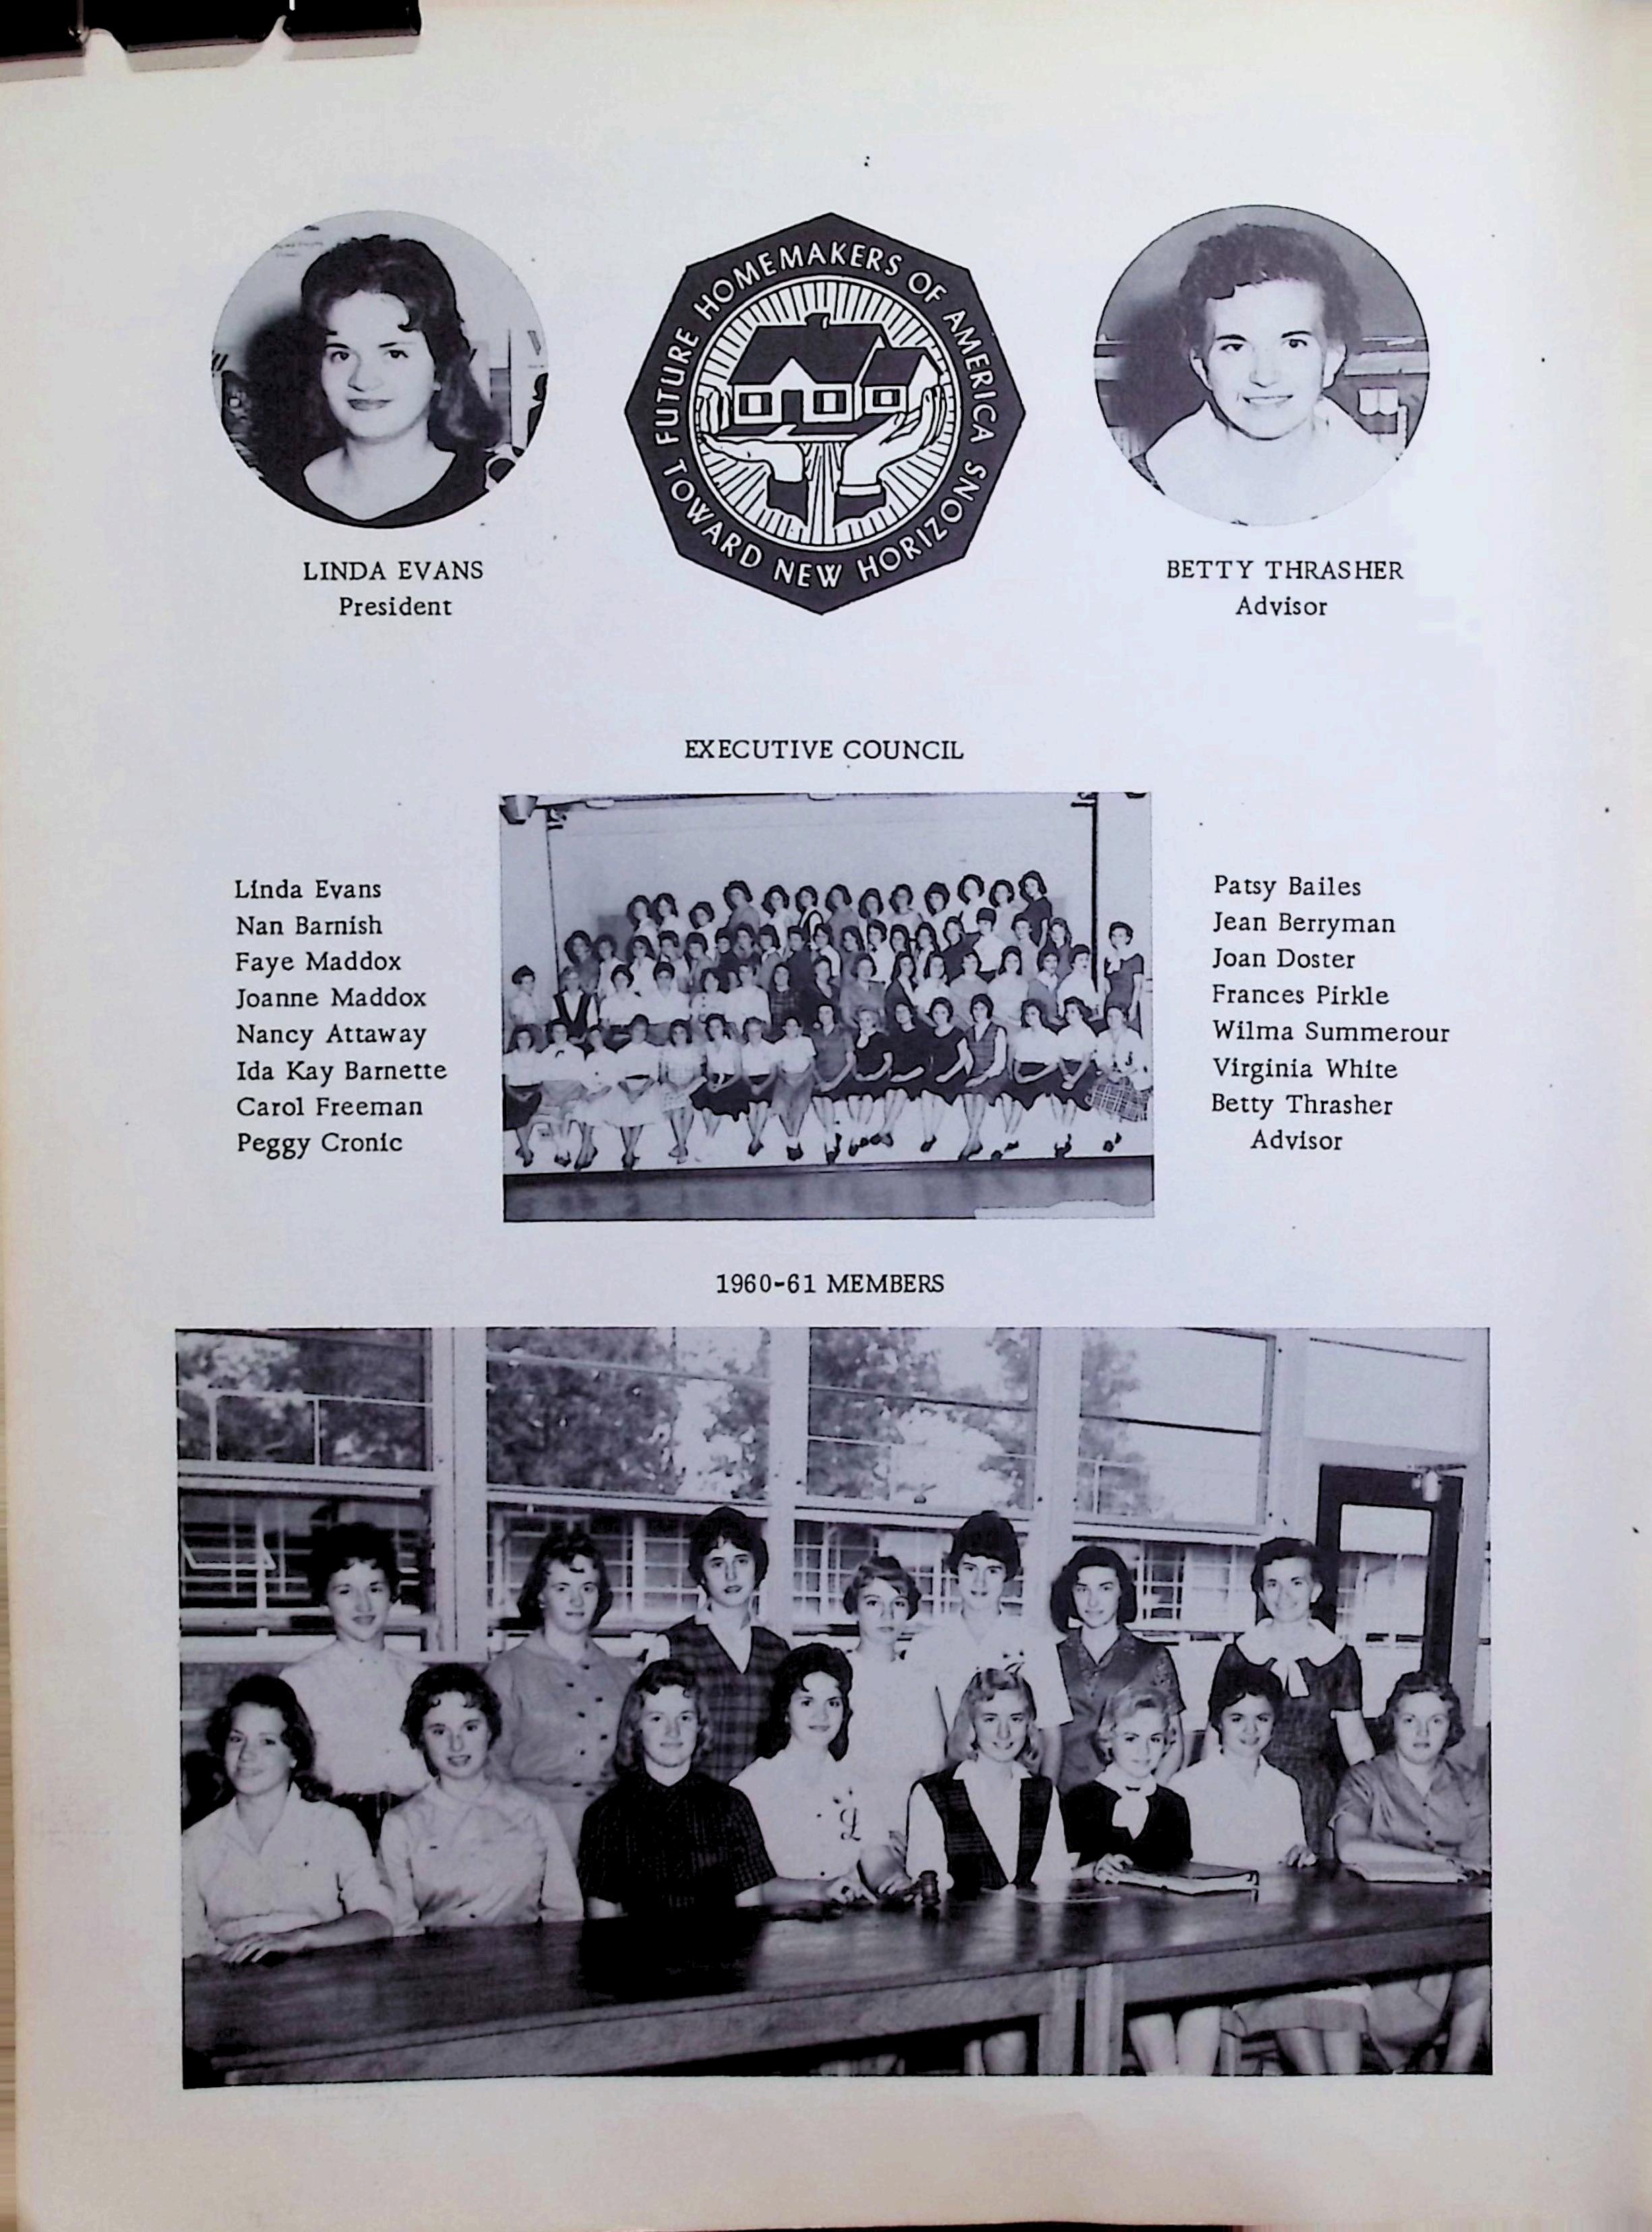 FUTURE HOMEMAKERS OF AMERICA
TOWARD NEW HORIZONS
LINDA EVANS
President
BETTY THRASHER
Advisor
EXECUTIVE COUNCIL
Linda Evans
Nan Barnish
Faye Maddox
Joanne Maddox
Nancy Attaway
Ida Kay Barnette
Carol Freeman
Peggy Cronic
Patsy Bailes
Jean Berryman
Joan Doster
Frances Pirkle
Wilma Summerour
Virginia White
Betty Thrasher
Advisor
1960-61 MEMBERS
L